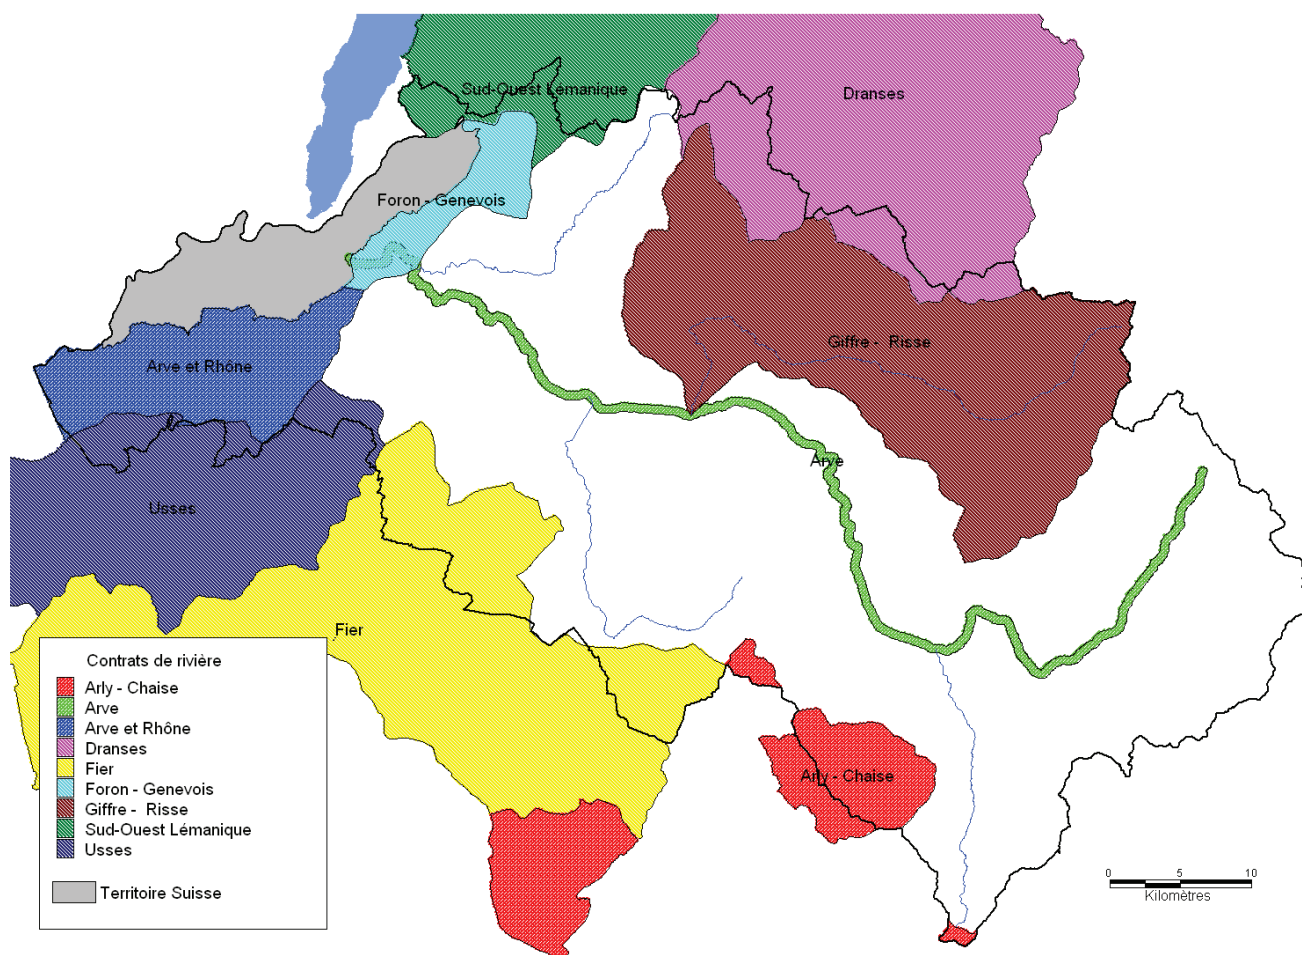 Sud-Ouest Lémanique
Dranses
Foron - Genevois
Giffre - Risse
Arve et Rhône
Arve
Usses
Fier
Arly - Chaise
Contrats de rivière
Arly - Chaise
Arve
Arve et Rhône
Dranses
Fier
Foron - Genevois
Giffre - Risse
Sud-Ouest Lémanique
Usses
Territoire Suisse
0 5 10
Kilomètres